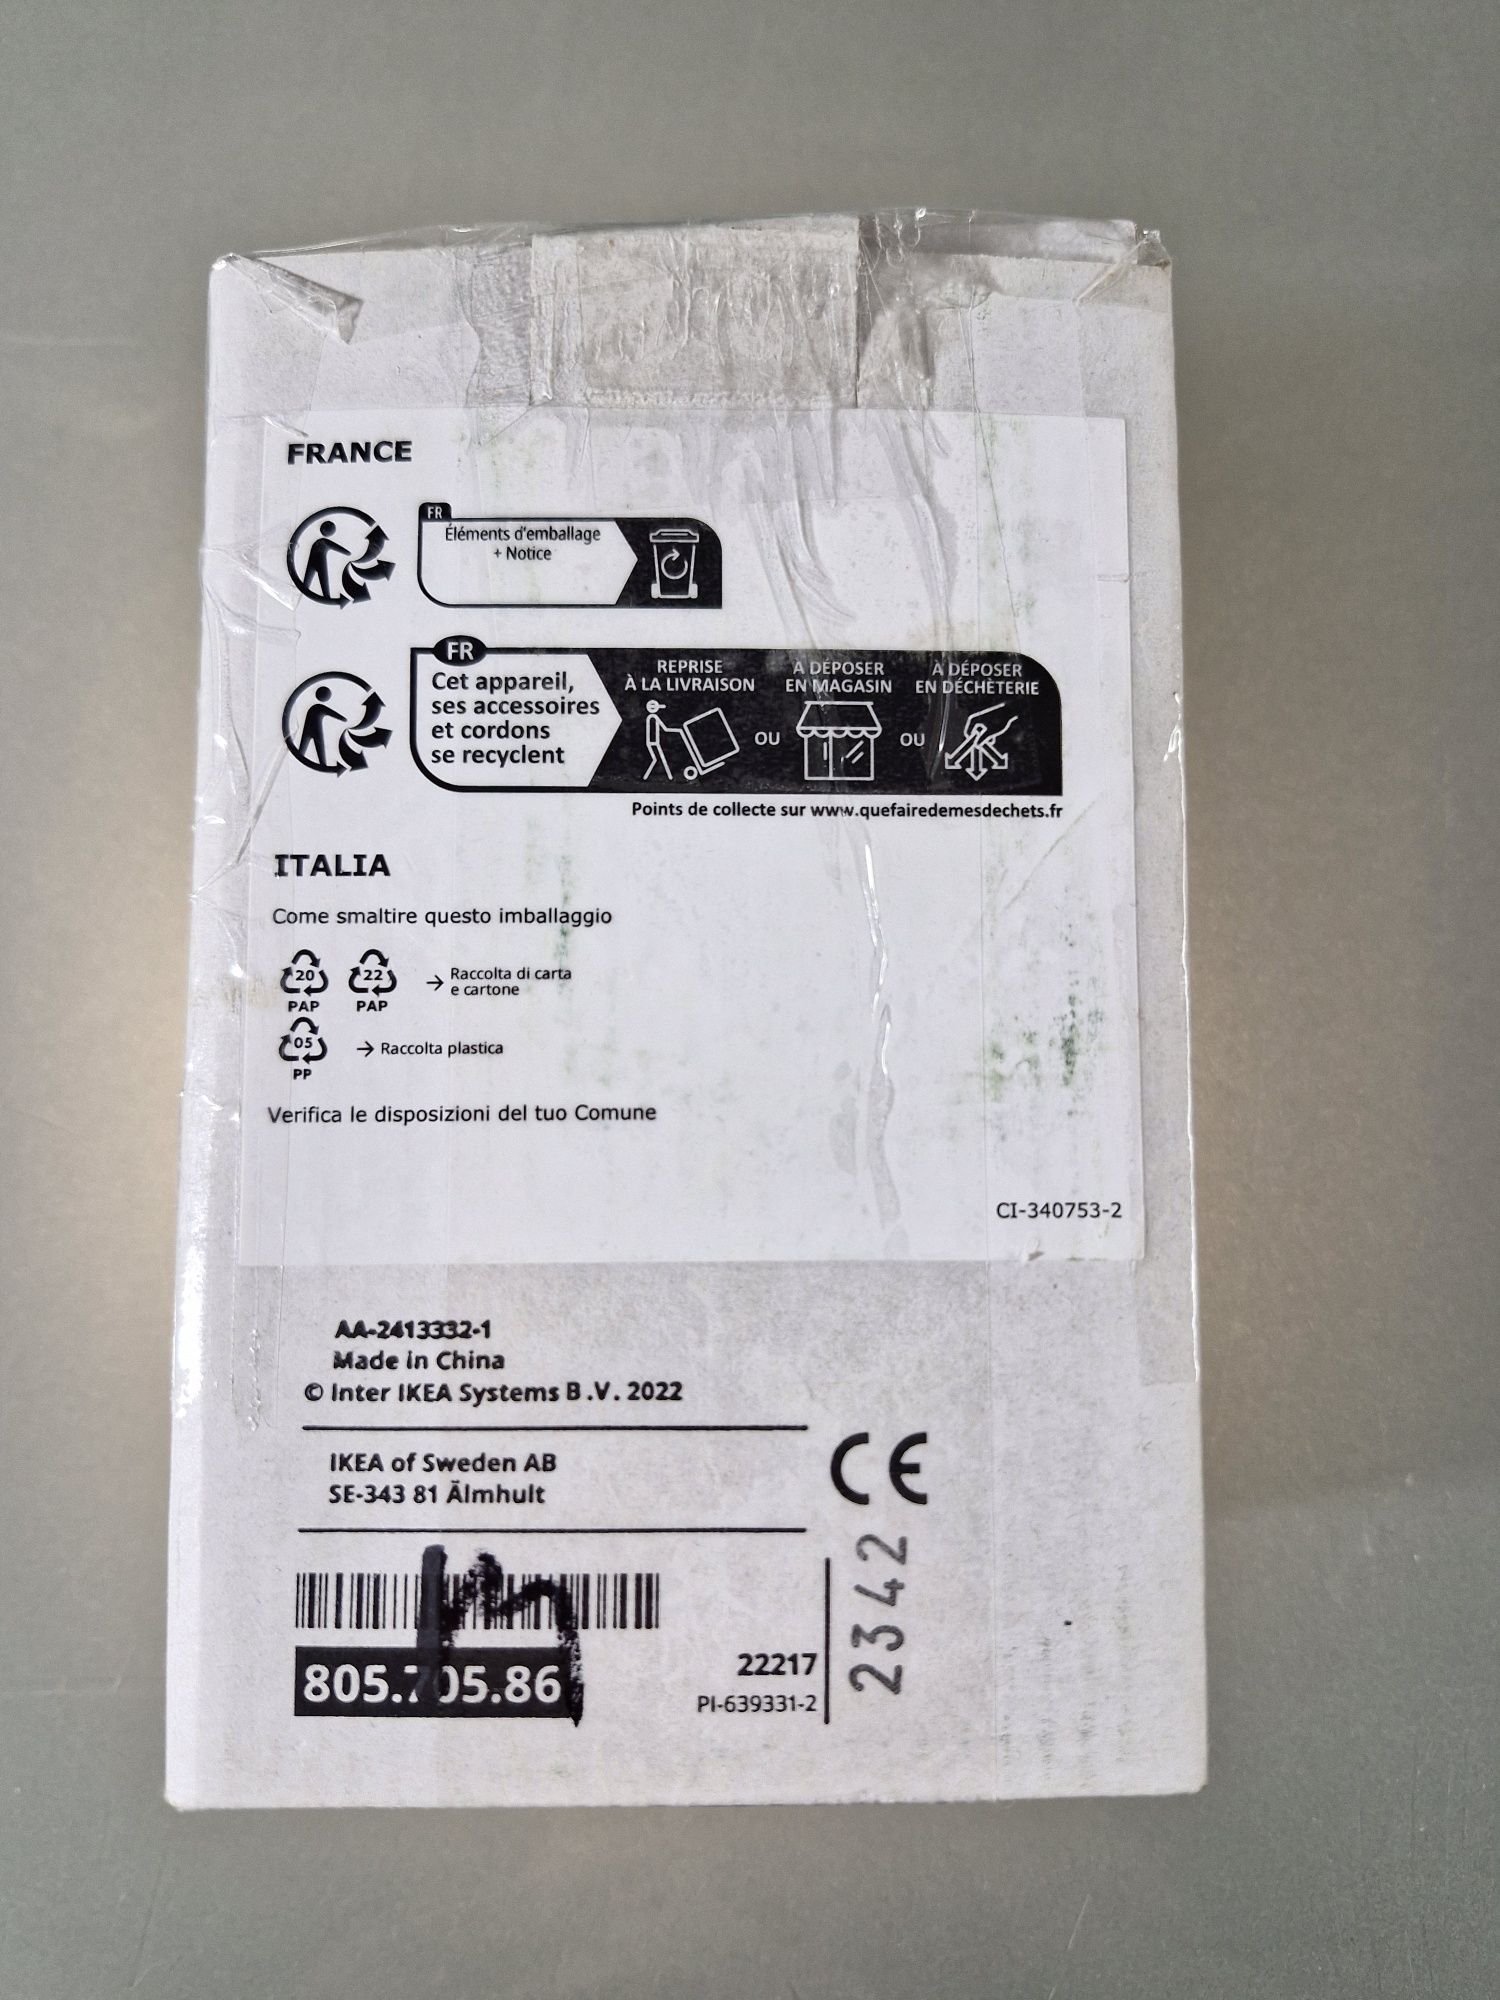 FRANCE
FR
Éléments d'emballage
+ Notice
FR
Cet appareil,
ses accessoires
et cordons
se recyclent
REPRISE
À LA LIVRAISON
OU
À DÉPOSER
EN MAGASIN
OU
À DÉPOSER
EN DÉCHÈTERIE
Points de collecte sur www.quefairedemesdechets.fr
ITALIA
Come smaltire questo imballaggio
20
PAP
22
PAP
→ Raccolta di carta
e cartone
05
PP
→ Raccolta plastica
Verifica le disposizioni del tuo Comune
CI-340753-2
AA-2413332-1
Made in China
© Inter IKEA Systems B.V. 2022
IKEA of Sweden AB
SE-343 81 Älmhult
CE
805.705.86
22217
PI-639331-2
2342